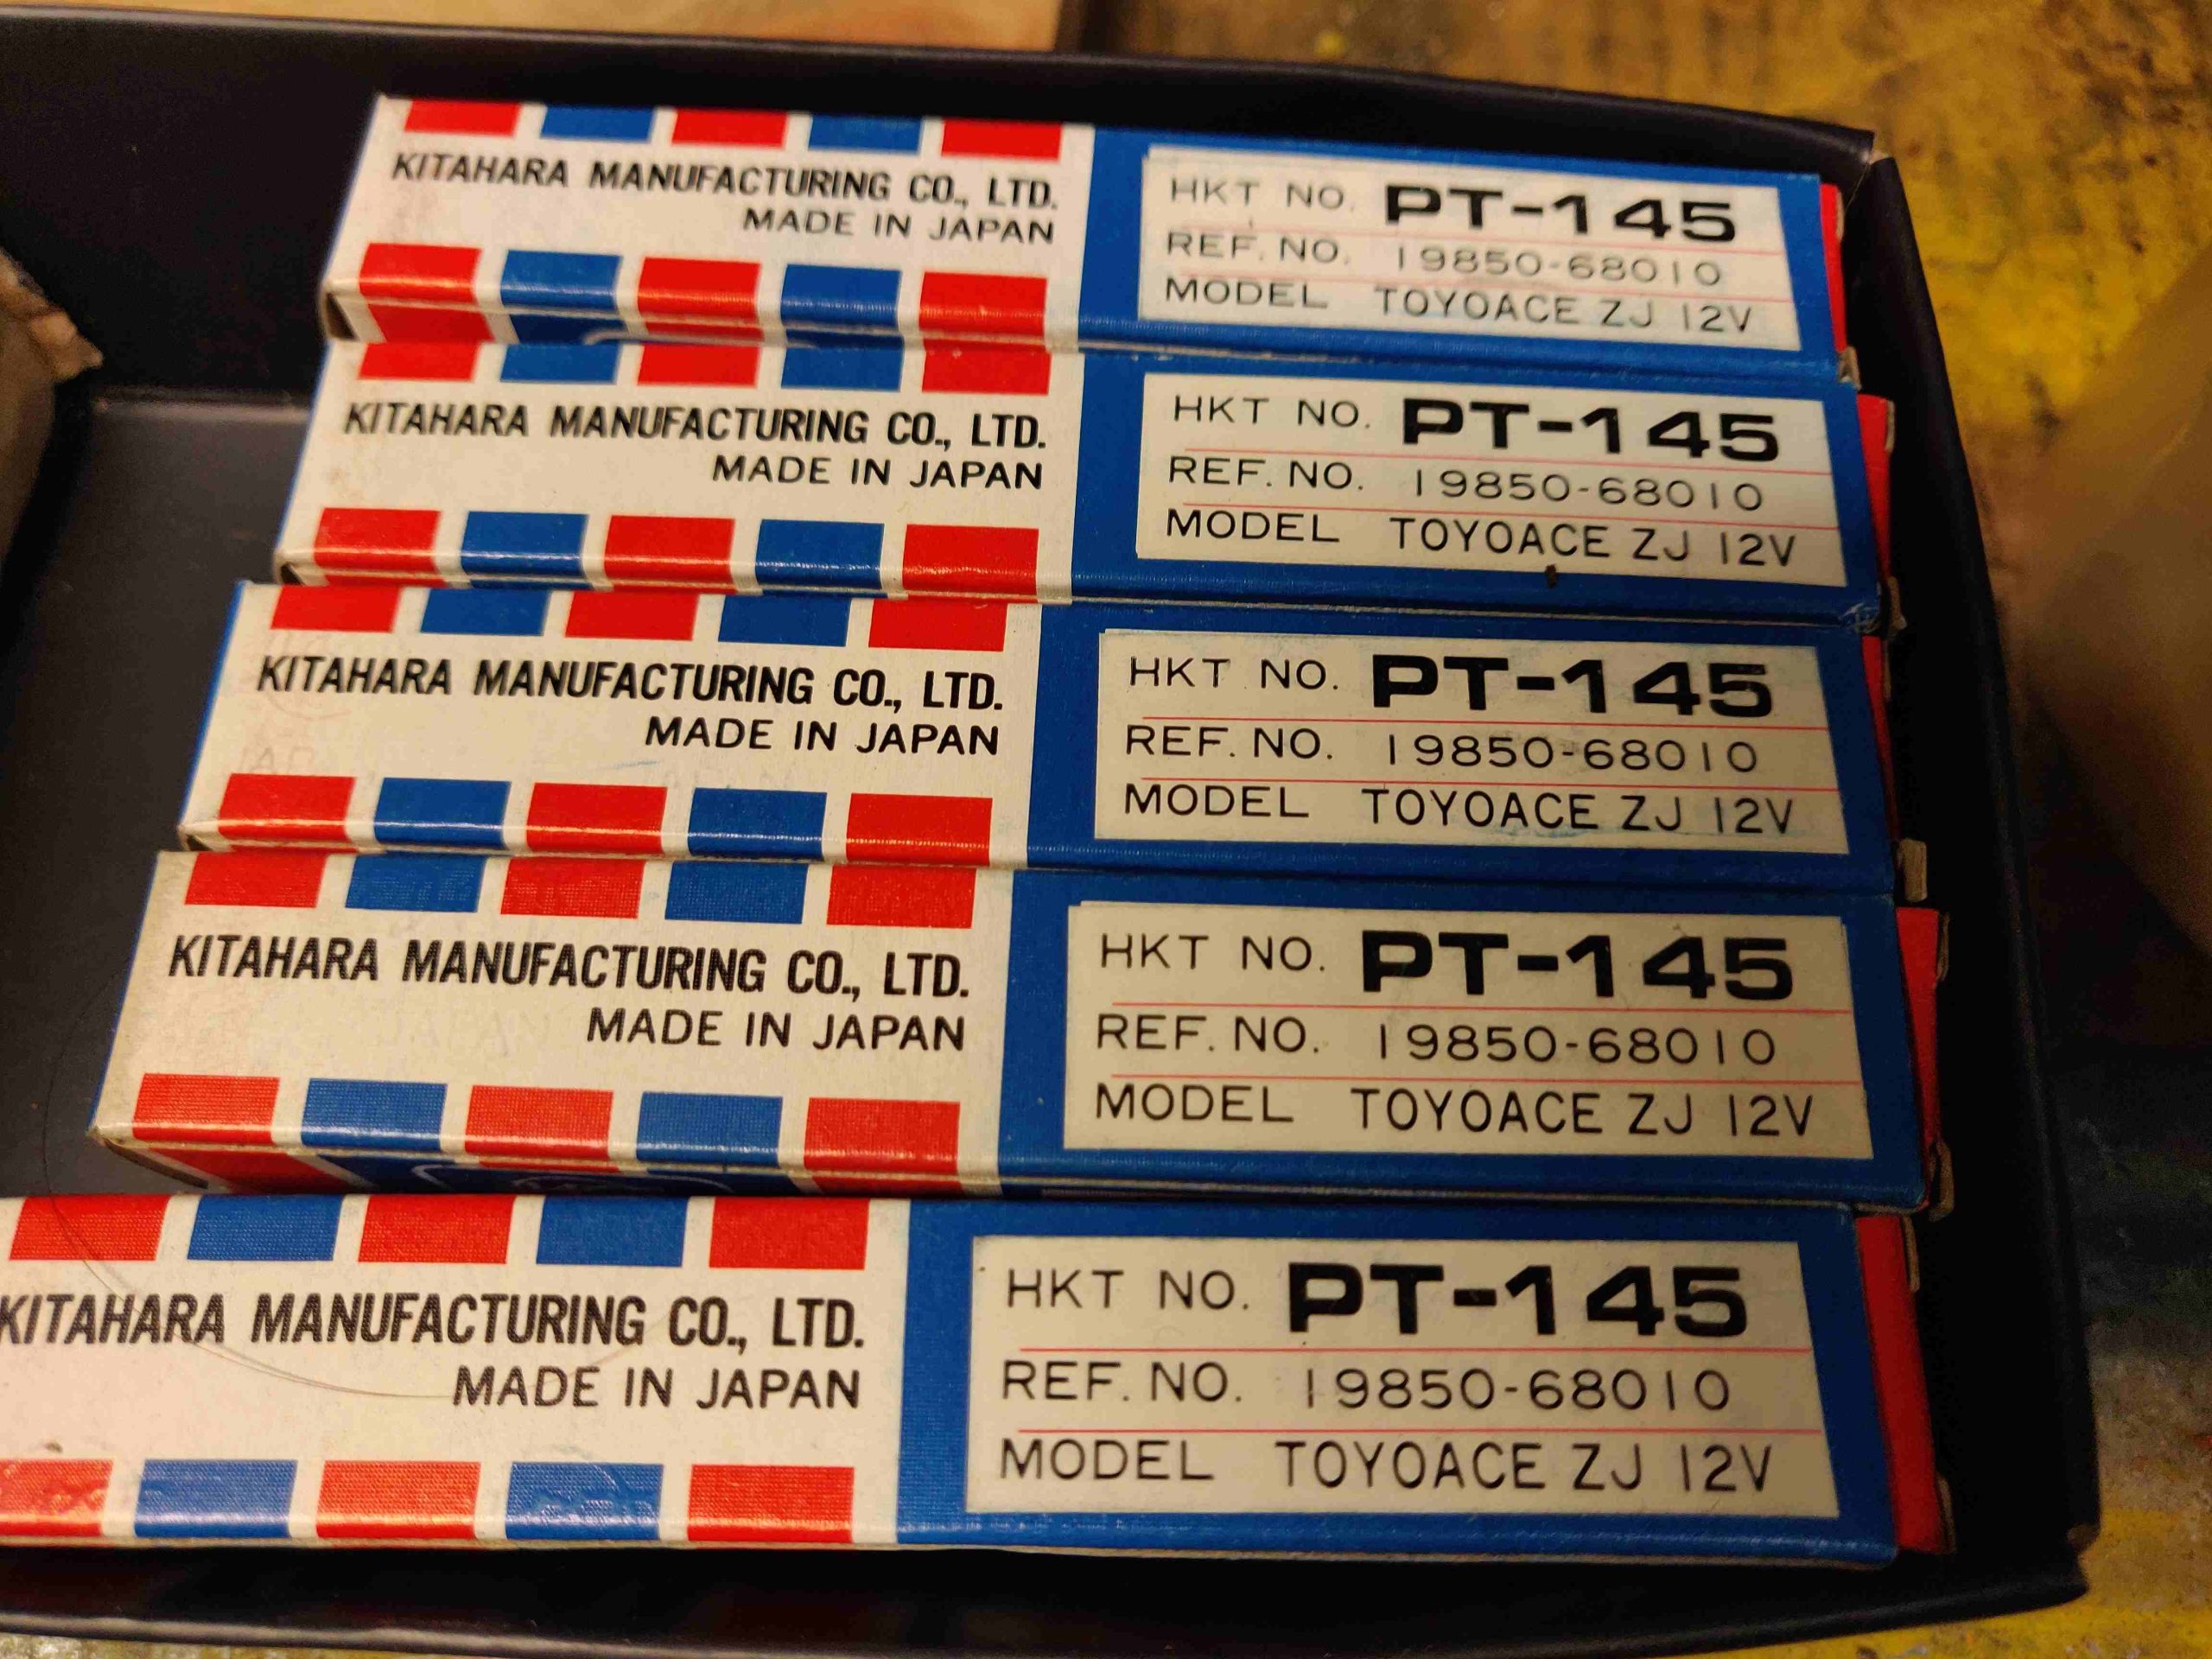 KITAHARA MANUFACTURING CO., LTD.
MADE IN JAPAN
HKT NO. PT-145
REF. NO. 19850-68010
MODEL TOYOACE ZJ 12V
KITAHARA MANUFACTURING CO., LTD.
MADE IN JAPAN
HKT NO. PT-145
REF. NO. 19850-68010
MODEL TOYOACE ZJ 12V
KITAHARA MANUFACTURING CO., LTD.
MADE IN JAPAN
HKT NO. PT-145
REF. NO. 19850-68010
MODEL TOYOACE ZJ 12V
KITAHARA MANUFACTURING CO., LTD.
MADE IN JAPAN
HKT NO. PT-145
REF. NO. 19850-68010
MODEL TOYOACE ZJ 12V
KITAHARA MANUFACTURING CO., LTD.
MADE IN JAPAN
HKT NO. PT-145
REF. NO. 19850-68010
MODEL TOYOACE ZJ 12V